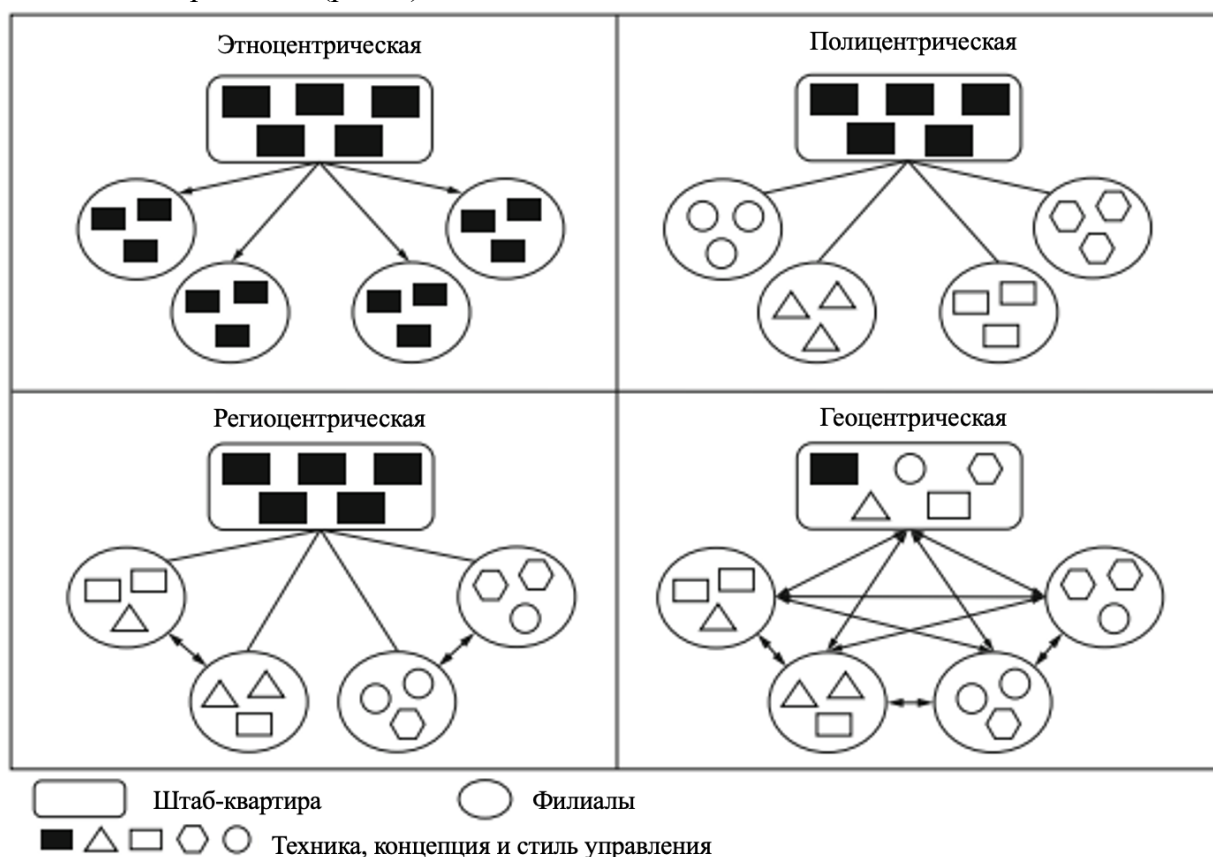 Этноцентрическая
Полицентрическая
Региоцентрическая
Геоцентрическая
Штаб-квартира
Филиалы
Техника, концепция и стиль управления